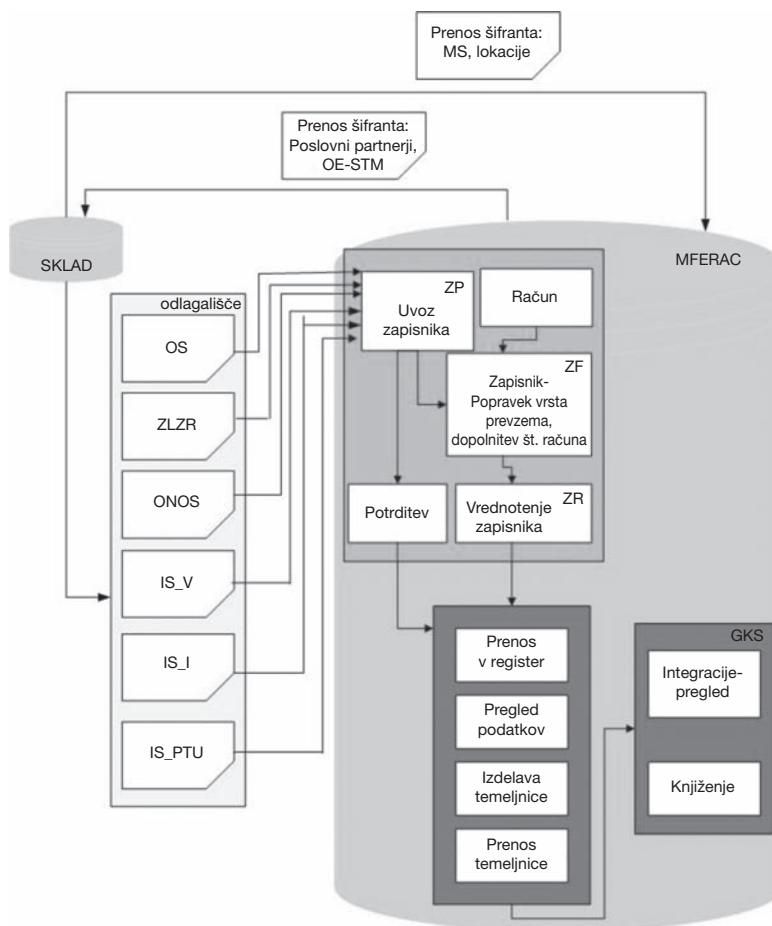 Prenos šifranta:
MS, lokacije
Prenos šifranta:
Poslovni partnerji,
OE-STM
SKLAD
MFERAC
odlagališče
OS
ZLZR
ONOS
IS_V
IS_I
IS_PTU
ZP
Uvoz
zapisnika
Račun
ZF
Zapisnik-
Popravek vrsta
prevzema,
dopolnitev št. računa
Potrditev
ZR
Vrednotenje
zapisnika
Prenos
v register
Pregled
podatkov
Izdelava
temeljnice
Prenos
temeljnice
GKS
Integracije-
pregled
Knjiženje